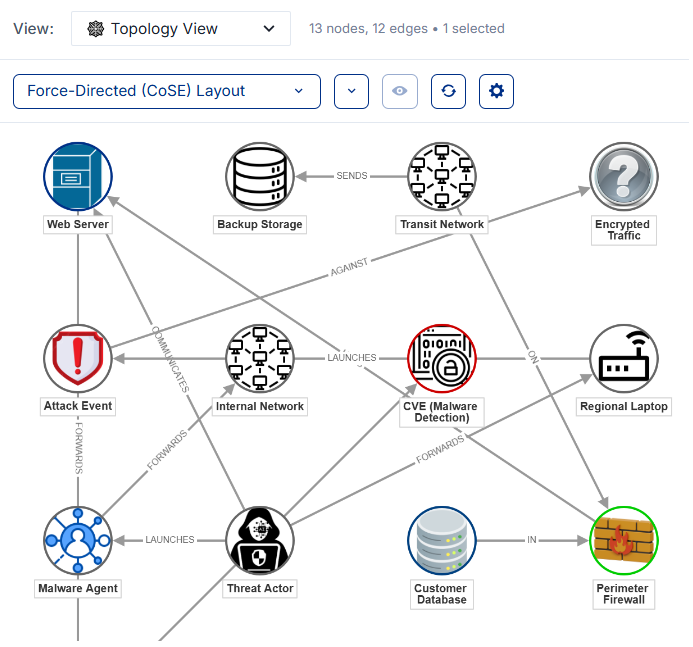 View:
Topology View
13 nodes, 12 edges • 1 selected
Force-Directed (CoSE) Layout
SENDS
Web Server
Backup Storage
Transit Network
Encrypted
Traffic
AGAINST
COMMUNICATES
LAUNCHES
ON
Attack Event
Internal Network
CVE (Malware
Detection)
Regional Laptop
FORWARDS
FORWARDS
FORWARDS
LAUNCHES
IN
Malware Agent
Threat Actor
Customer
Database
Perimeter
Firewall